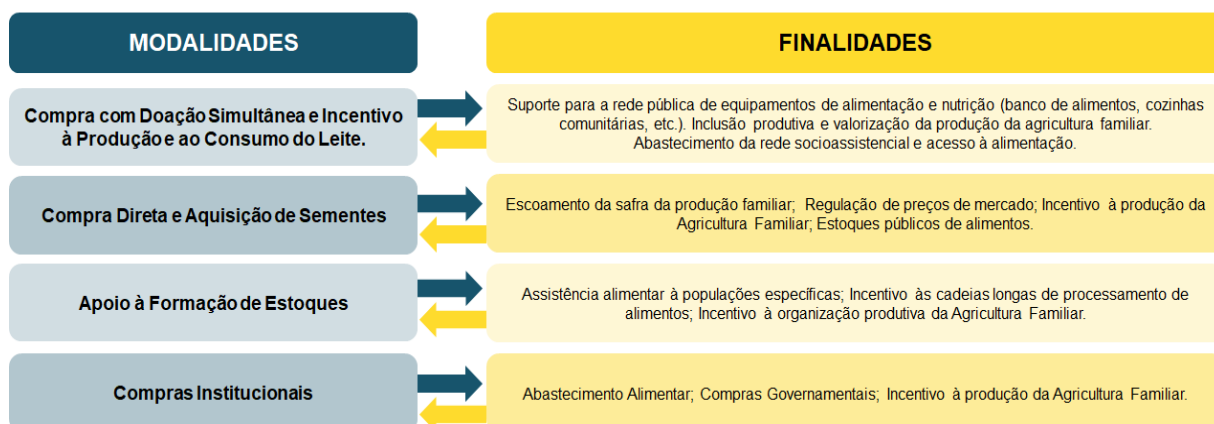 MODALIDADES
FINALIDADES
Compra com Doação Simultânea e Incentivo
à Produção e ao Consumo do Leite.
Suporte para a rede pública de equipamentos de alimentação e nutrição (banco de alimentos, cozinhas
comunitárias, etc.). Inclusão produtiva e valorização da produção da agricultura familiar.
Abastecimento da rede socioassistencial e acesso à alimentação.
Compra Direta e Aquisição de Sementes
Escoamento da safra da produção familiar; Regulação de preços de mercado; Incentivo à produção da
Agricultura Familiar; Estoques públicos de alimentos.
Apoio à Formação de Estoques
Assistência alimentar à populações específicas; Incentivo às cadeias longas de processamento de
alimentos; Incentivo à organização produtiva da Agricultura Familiar.
Compras Institucionais
Abastecimento Alimentar; Compras Governamentais; Incentivo à produção da Agricultura Familiar.